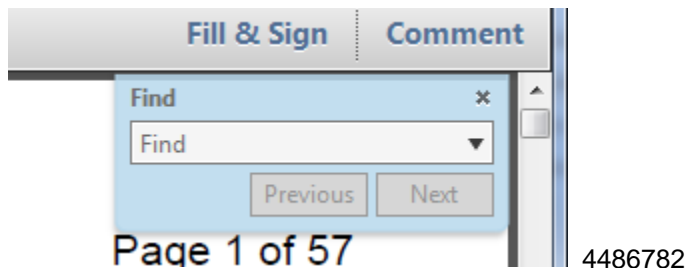 Fill & Sign Comment
Find
Find
Previous Next
Page 1 of 57
4486782